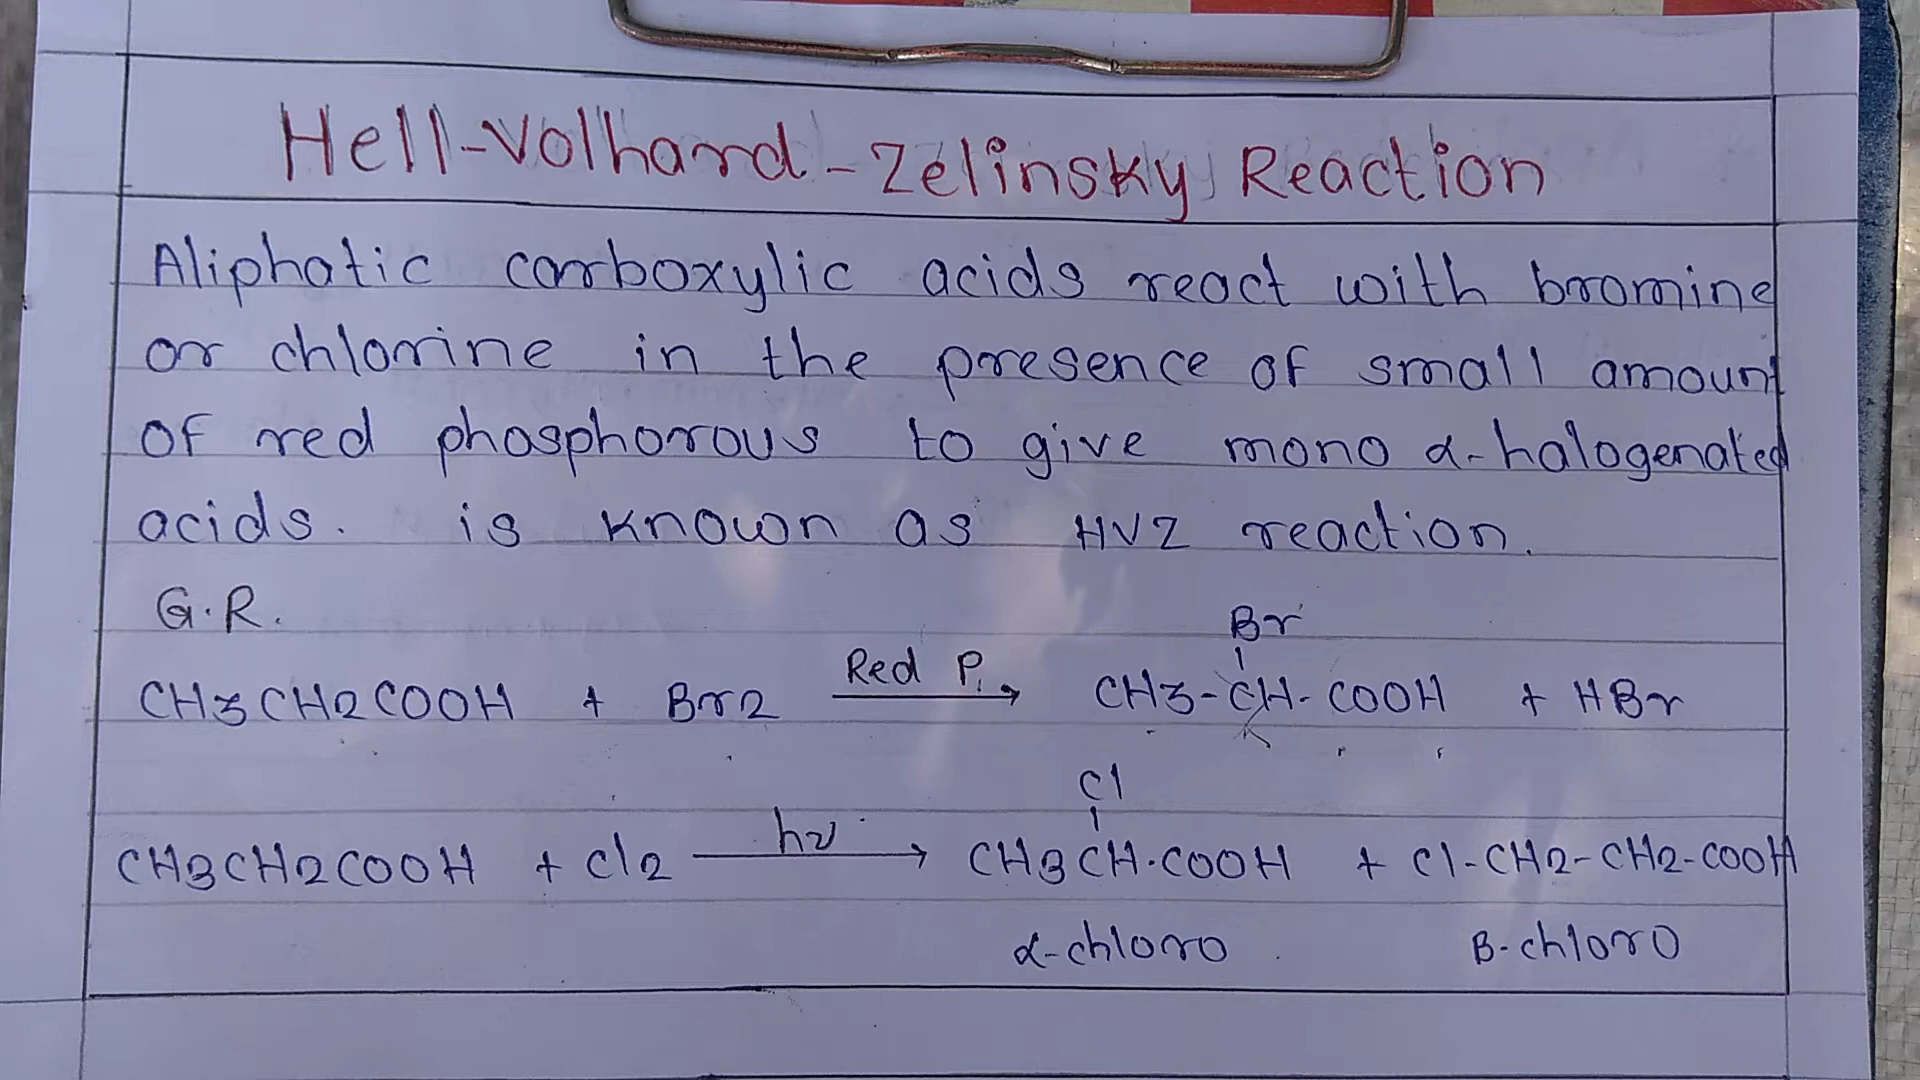 Hell-Volhard-Zelinsky Reaction
Aliphatic carboxylic acids react with bromine
or chlorine in the presence of small amount
of red phosphorous to give mono α-halogenated
acids. is known as HVZ reaction.
G.R.
Br
CH3CH2COOH + Br2 Red P. → CH3-CH-COOH + HBr
Cl
CH3CH2COOH + Cl2 hν → CH3CH-COOH + Cl-CH2-CH2-COOH
α-chloro B-chloro